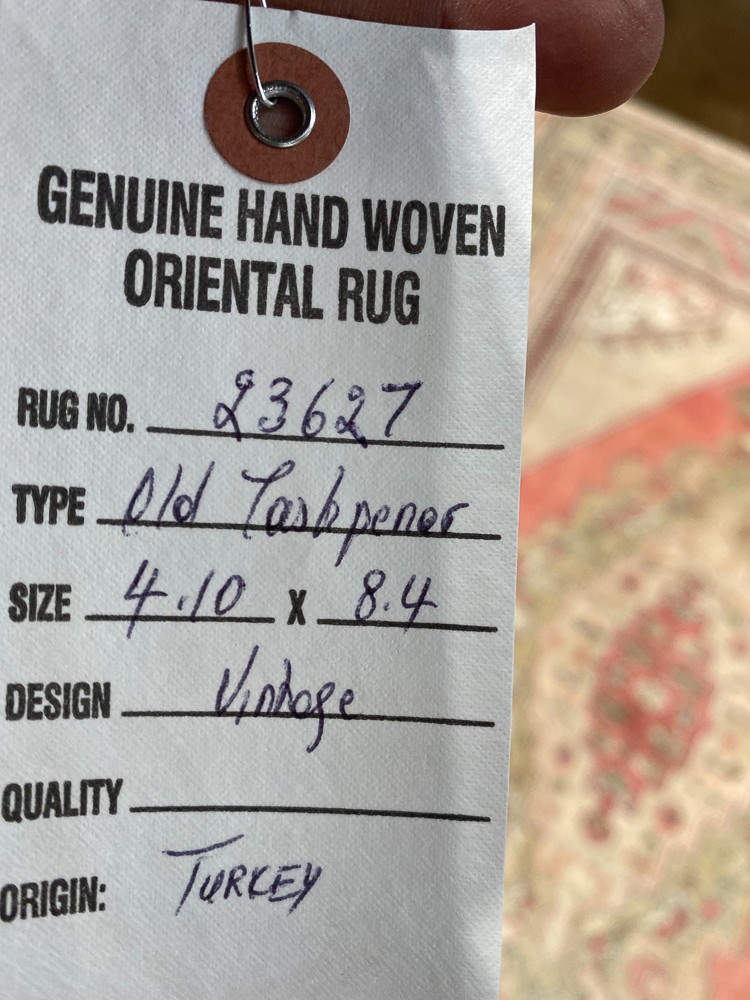 GENUINE HAND WOVEN
ORIENTAL RUG
RUG NO. 23627
TYPE Old Tashpenar
SIZE 4.10 X 8.4
DESIGN Vintage
QUALITY
ORIGIN: TURKEY